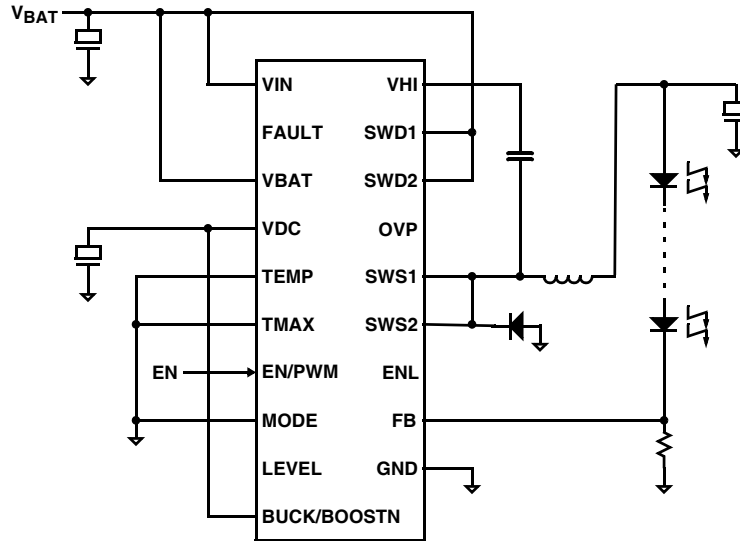 VBAT
VIN VHI
FAULT SWD1
VBAT SWD2
VDC OVP
TEMP SWS1
TMAX SWS2
EN EN/PWM ENL
MODE FB
LEVEL GND
BUCK/BOOSTN